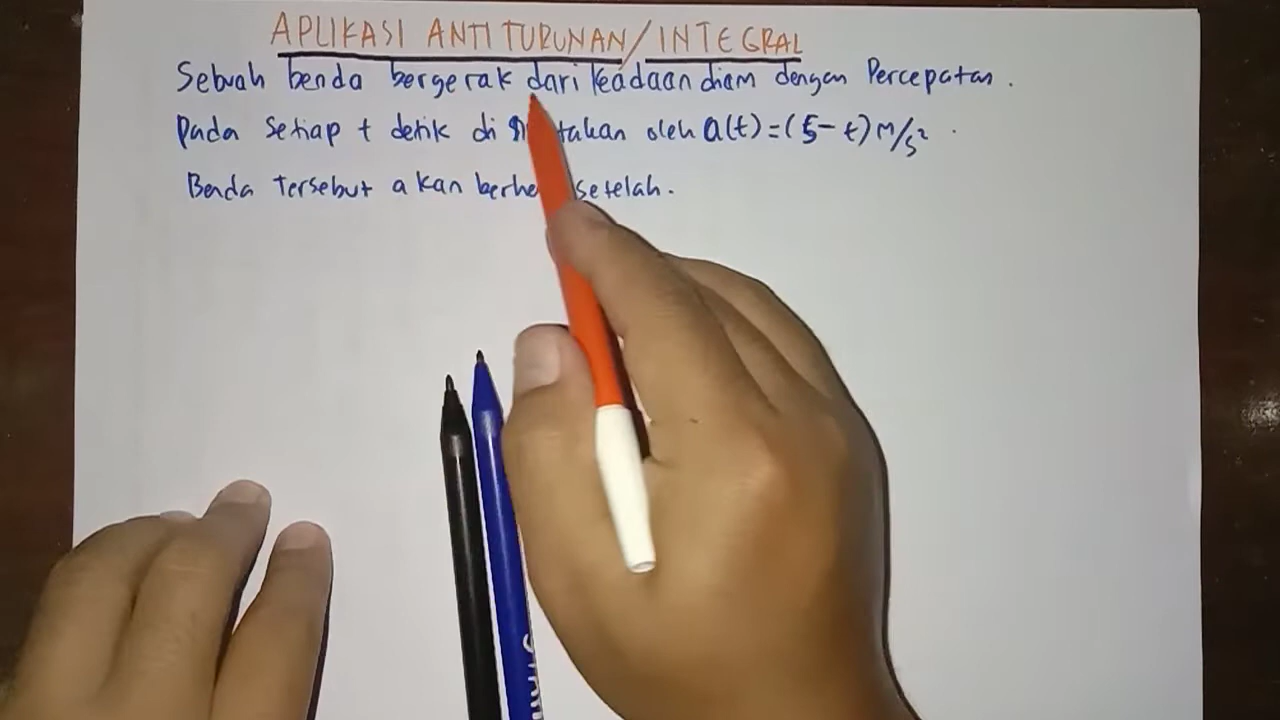 APLIKASI ANTI TURUNAN/INTEGRAL
Sebuah benda bergerak dari keadaan diam dengan Percepatan.
Pada setiap t detik di oleh a(t)=(5-t)m/s²
Benda Tersebut akan setelah.